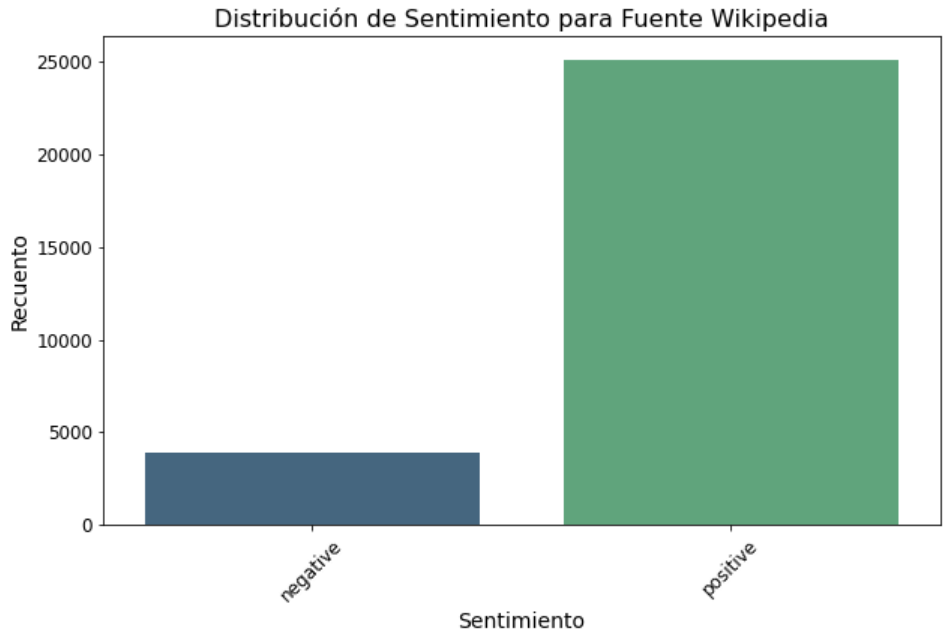 Distribución de Sentimiento para Fuente Wikipedia
25000
20000
15000
10000
5000
0
Recuento
negative
positive
Sentimiento